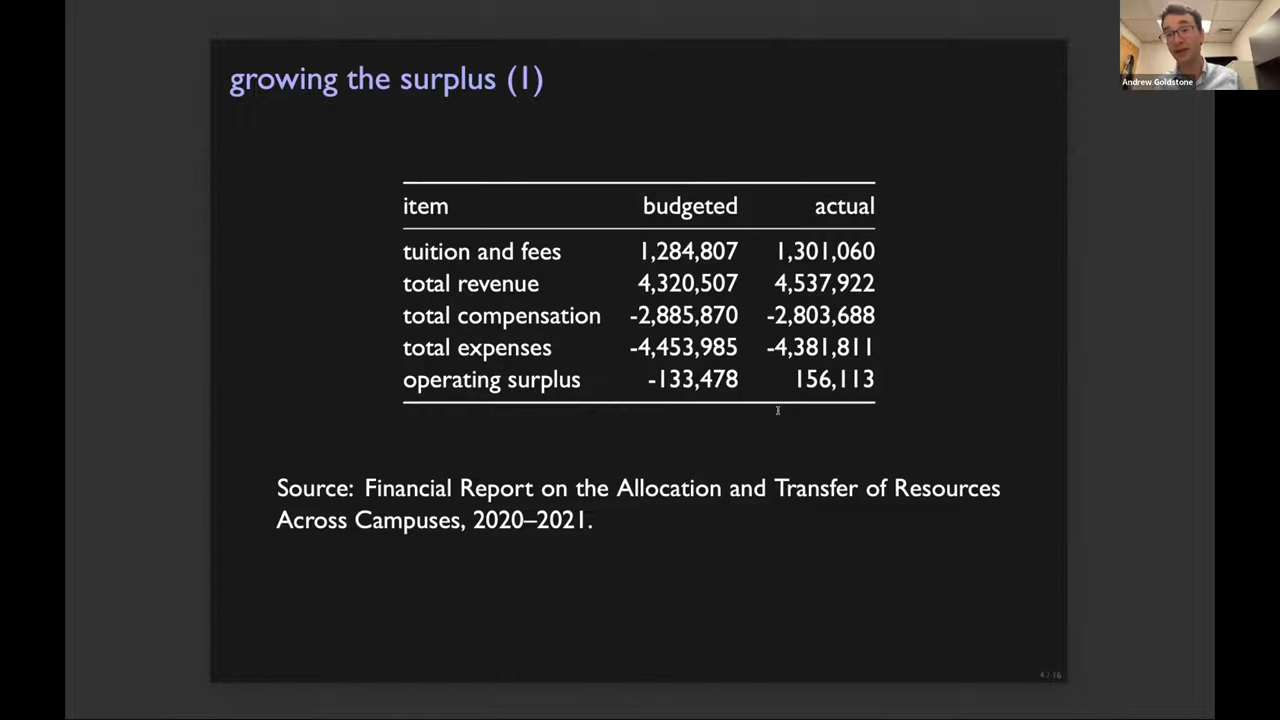 growing the surplus (1)
Andrew Goldstone
item budgeted actual
tuition and fees 1,284,807 1,301,060
total revenue 4,320,507 4,537,922
total compensation -2,885,870 -2,803,688
total expenses -4,453,985 -4,381,811
operating surplus -133,478 156,113
Source: Financial Report on the Allocation and Transfer of Resources
Across Campuses, 2020–2021.
4 / 16